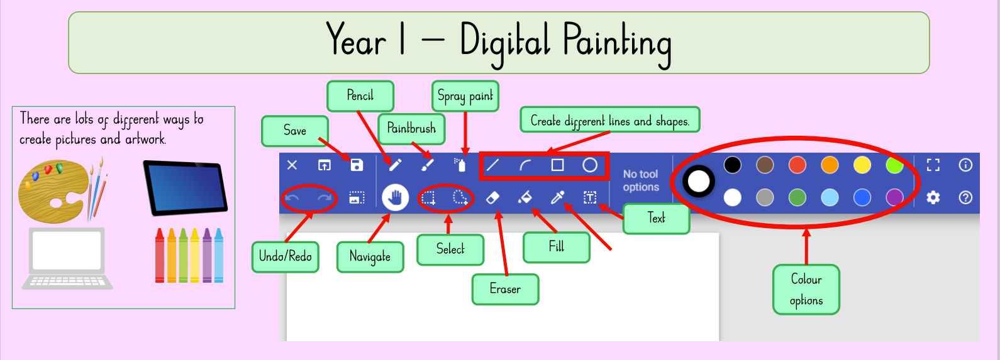 Year 1 – Digital Painting
There are lots of different ways to
create pictures and artwork.
Pencil
Spray paint
Save
Paintbrush
Create different lines and shapes.
No tool
options
Text
Undo/Redo
Navigate
Select
Fill
Eraser
Colour
options